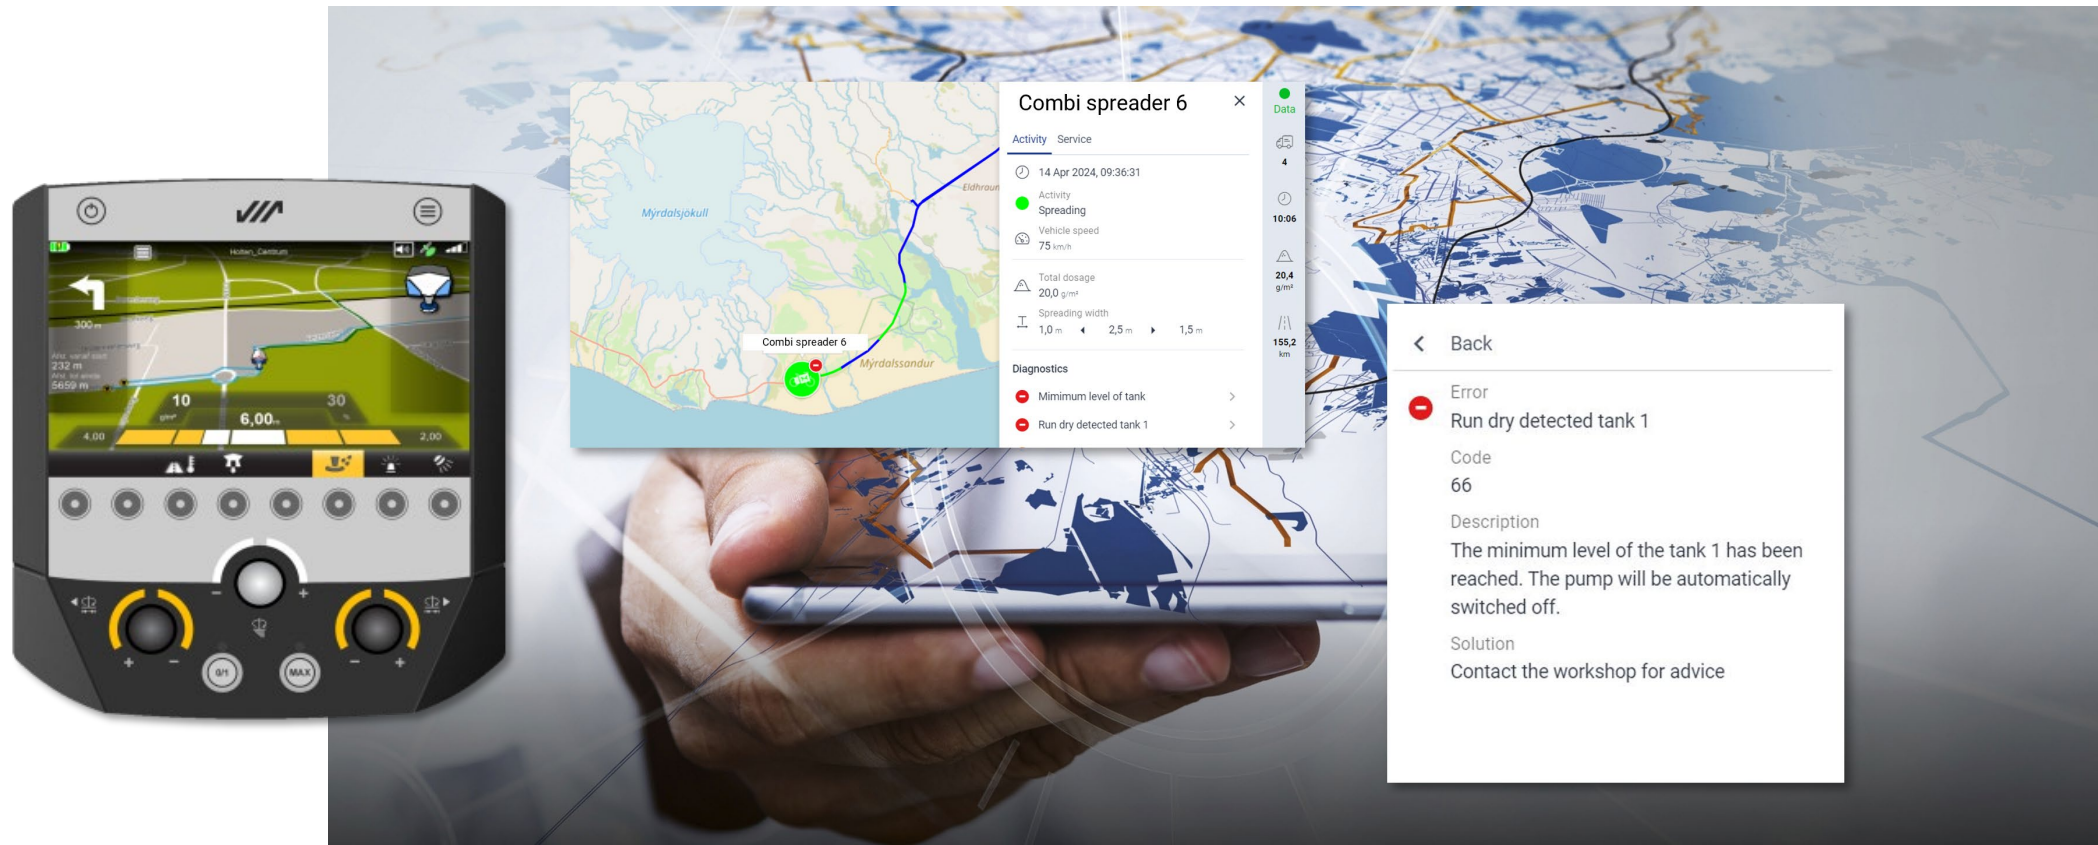 Holten_Centrum
300 m
232 m
5659 m
10
30
g/m²
%
6,00
4,00
2,00
0/1
MAX
Mýrdalsjökull
Eldhraun
Combi spreader 6
Mýrdalssandur
Combi spreader 6
Activity Service
14 Apr 2024, 09:36:31
Activity
Spreading
Vehicle speed
75 km/h
Total dosage
20,0 g/m²
Spreading width
1,0 m 2,5 m 1,5 m
Diagnostics
Mimimum level of tank
Run dry detected tank 1
Data
4
10:06
20,4
g/m²
155,2
km
Back
Error
Run dry detected tank 1
Code
66
Description
The minimum level of the tank 1 has been
reached. The pump will be automatically
switched off.
Solution
Contact the workshop for advice